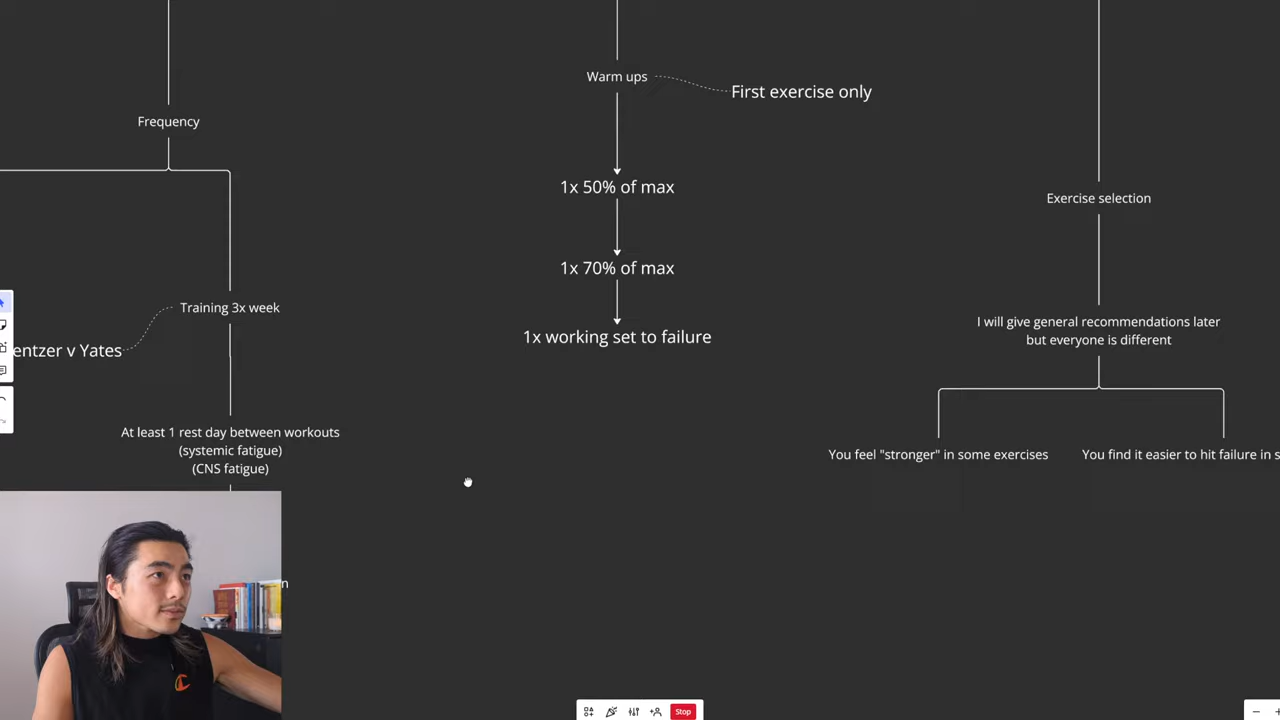 Warm ups
First exercise only
1x 50% of max
1x 70% of max
1x working set to failure
Frequency
Training 3x week
entzer v Yates
At least 1 rest day between workouts
(systemic fatigue)
(CNS fatigue)
n
Exercise selection
I will give general recommendations later
but everyone is different
You feel "stronger" in some exercises
You find it easier to hit failure in s
Stop